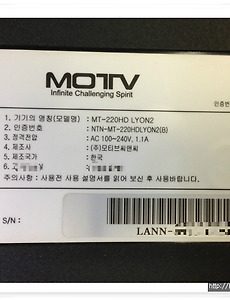 MOTV
Infinite Challenging Spirit
인증번
1. 기기의 명칭(모델명) : MT-220HD LYON2
2. 인증번호 : NTN-MT-220HDLYON2(B)
3. 정격전압 : AC 100~240V, 1.1A
4. 제조사 : (주)모티브씨앤씨
5. 제조국가 : 한국
6.
주의사항 : 사용전 사용 설명서를 읽어 보신 후 사용바랍니다.
S/N :
LANN-